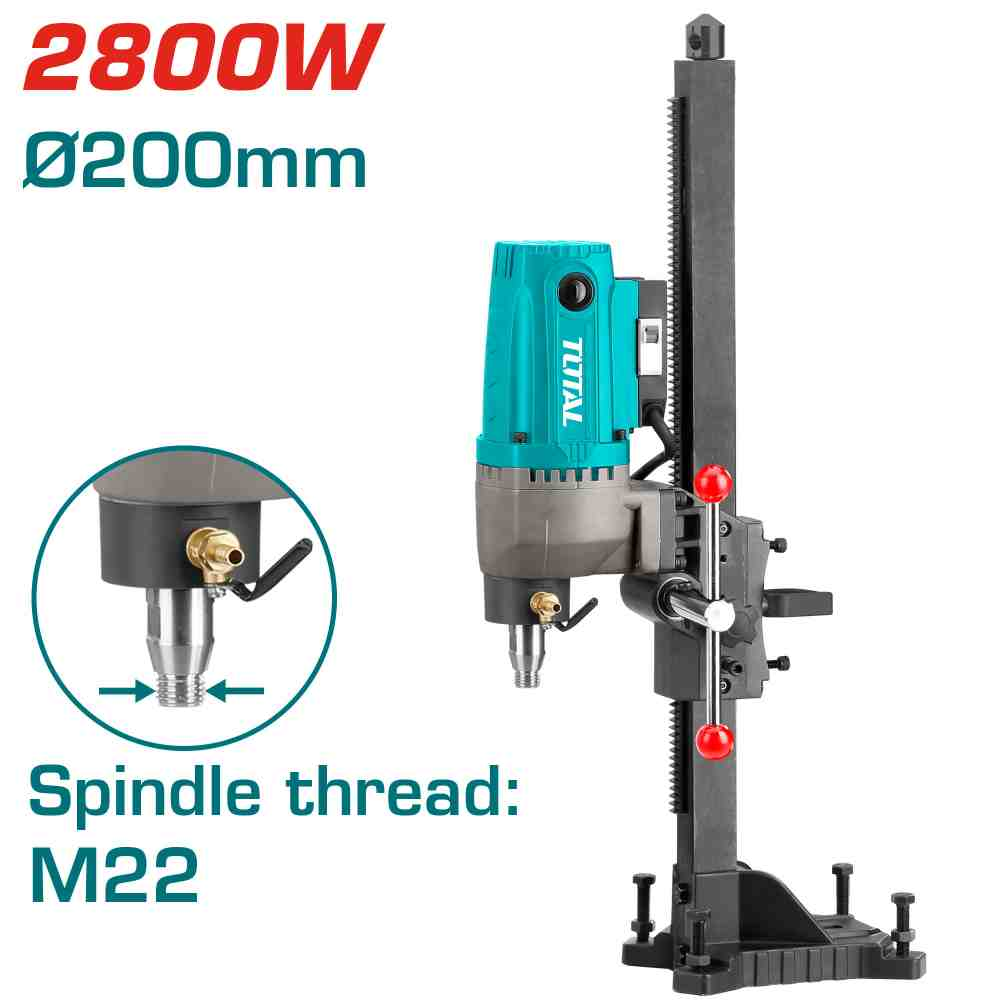 2800W
Ø200mm
TOTAL
Spindle thread:
M22